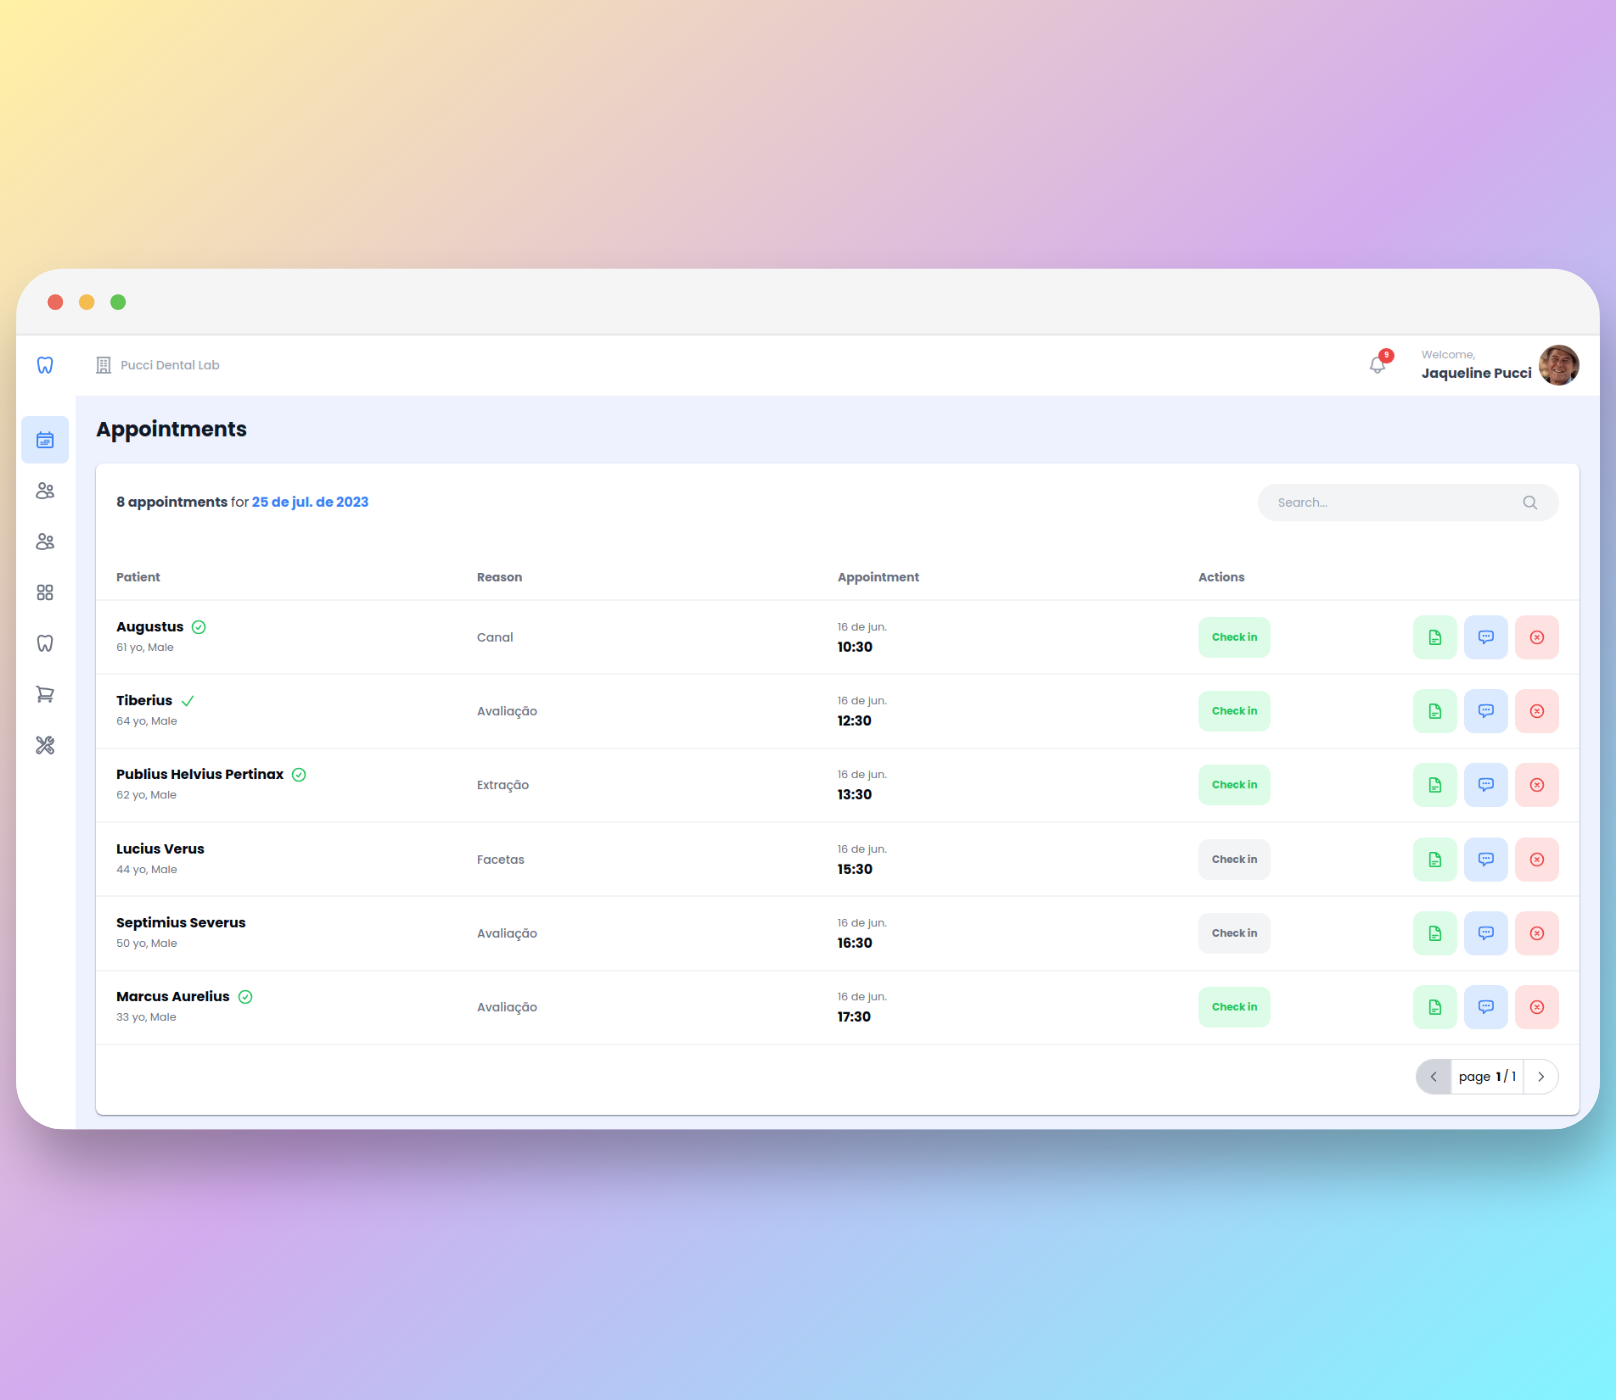 Pucci Dental Lab
9
Welcome,
Jaqueline Pucci
Appointments
8 appointments for 25 de jul. de 2023
Search...
Patient Reason Appointment Actions
Augustus
61 yo, Male
Canal
16 de jun.
10:30
Check in
Tiberius
64 yo, Male
Avaliação
16 de jun.
12:30
Check in
Publius Helvius Pertinax
62 yo, Male
Extração
16 de jun.
13:30
Check in
Lucius Verus
44 yo, Male
Facetas
16 de jun.
15:30
Check in
Septimius Severus
50 yo, Male
Avaliação
16 de jun.
16:30
Check in
Marcus Aurelius
33 yo, Male
Avaliação
16 de jun.
17:30
Check in
page 1 / 1